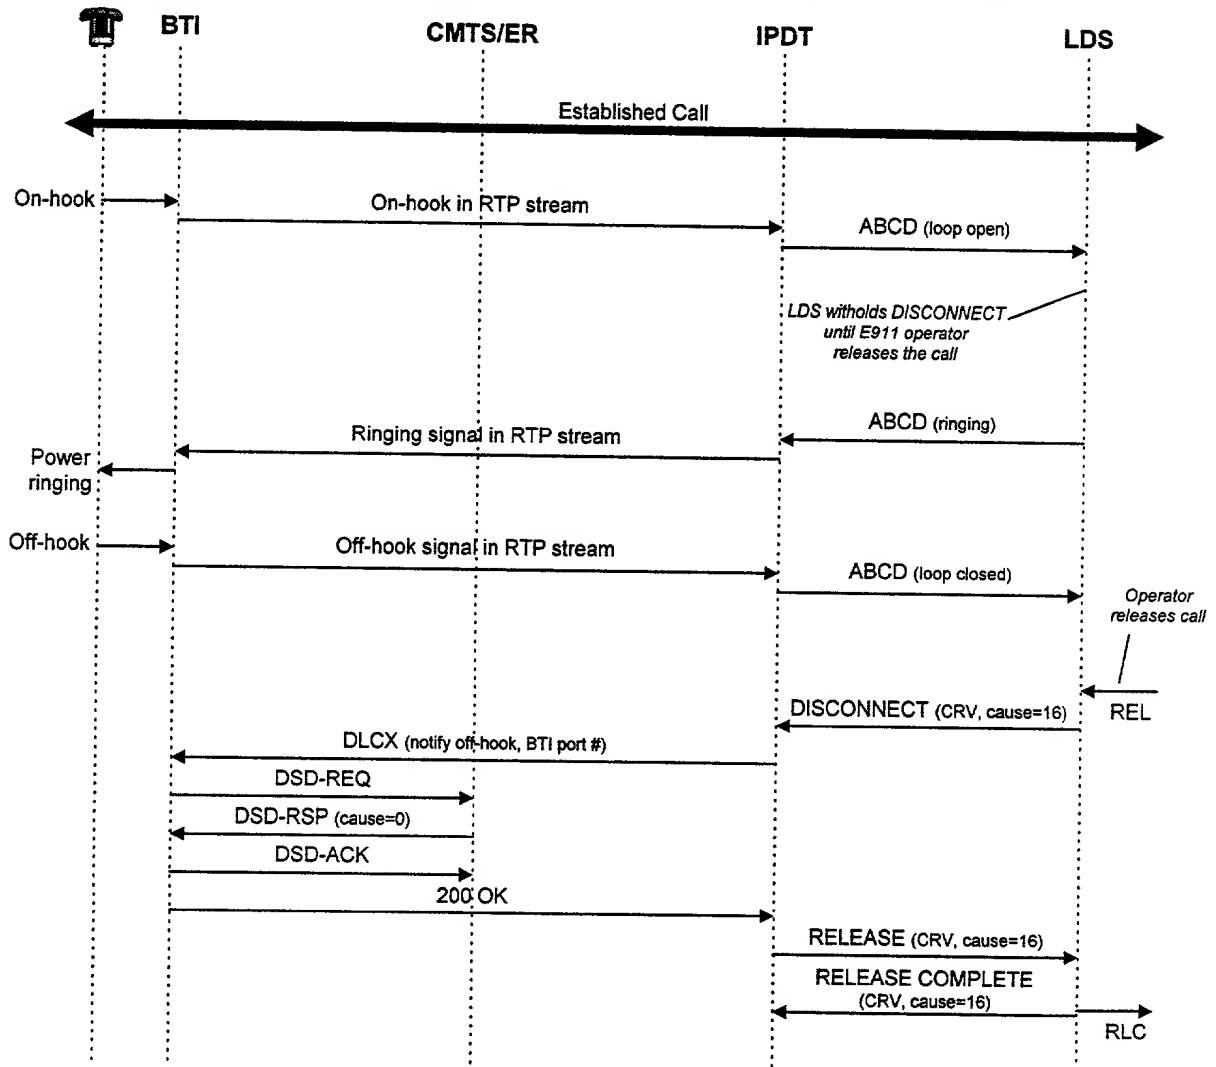 BTI
CMTS/ER
IPDT
LDS
Established Call
On-hook
On-hook in RTP stream
ABCD (loop open)
LDS witholds DISCONNECT
until E911 operator
releases the call
ABCD (ringing)
Ringing signal in RTP stream
Power
ringing
Off-hook
Off-hook signal in RTP stream
ABCD (loop closed)
Operator
releases call
REL
DISCONNECT (CRV, cause=16)
DLCX (notify off-hook, BTI port #)
DSD-REQ
DSD-RSP (cause=0)
DSD-ACK
200 OK
RELEASE (CRV, cause=16)
RELEASE COMPLETE
(CRV, cause=16)
RLC